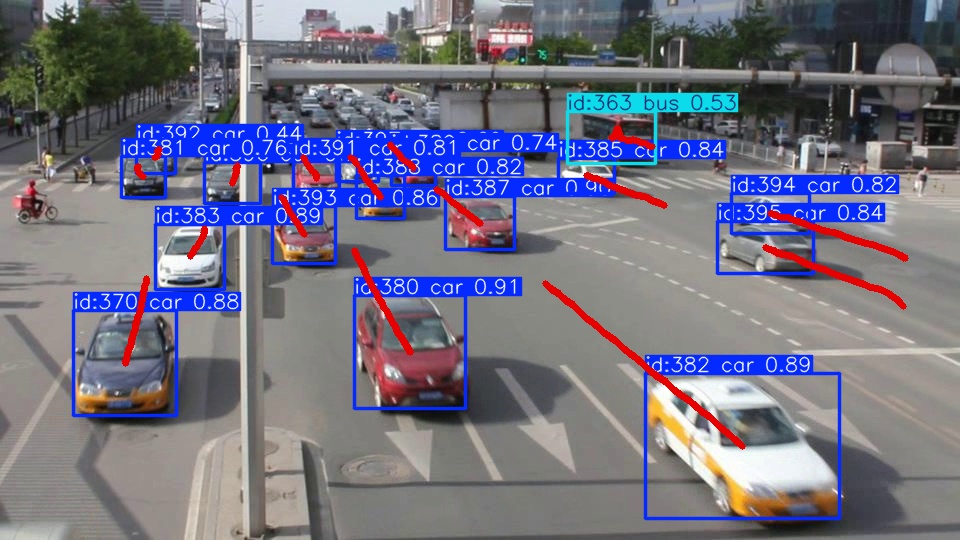 id:363 bus 0.53
id:392 car 0.44
id:381 car 0.76
id:391 car 0.81
0.74
id:385 car 0.84
car 0.82
id:394 car 0.82
id:387 car 0.89
id:393 car 0.86
id:395 car 0.84
id:383 car 0.89
id:380 car 0.91
id:370 car 0.88
id:382 car 0.89